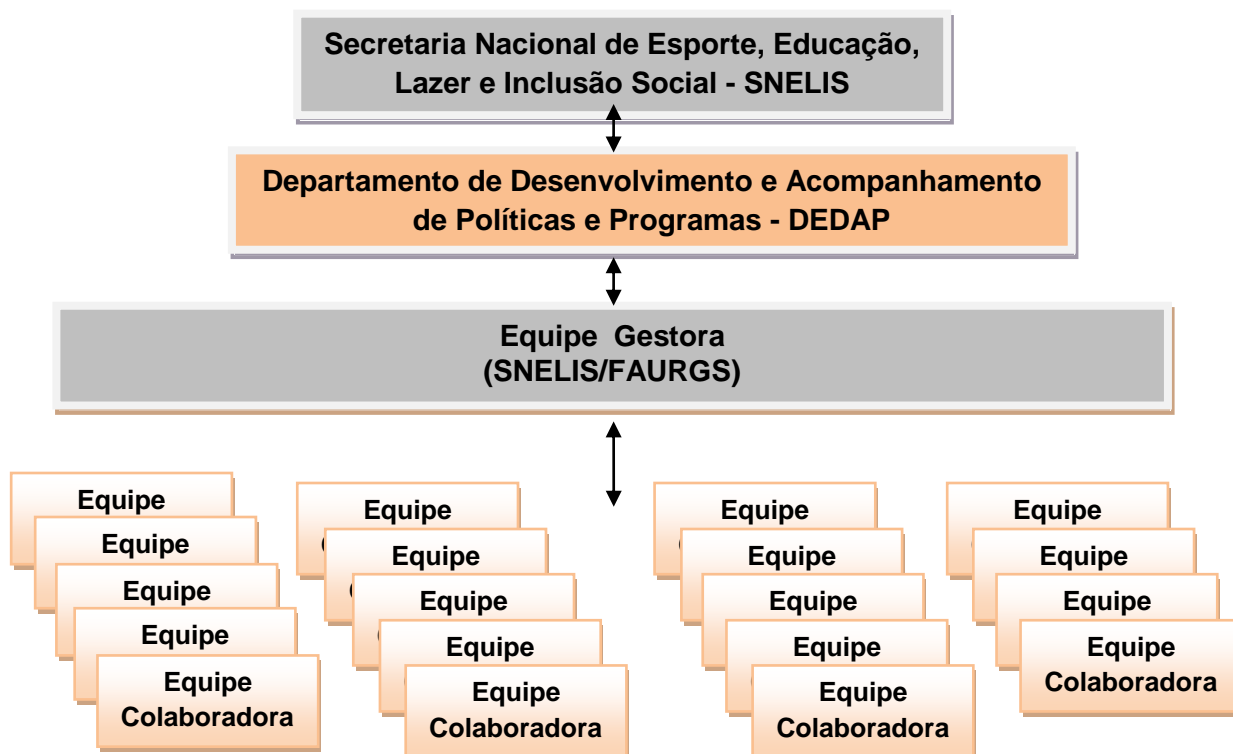 Secretaria Nacional de Esporte, Educação,
Lazer e Inclusão Social - SNELIS
Departamento de Desenvolvimento e Acompanhamento
de Políticas e Programas - DEDAP
Equipe Gestora
(SNELIS/FAURGS)
Equipe
Equipe
Equipe
Equipe
Equipe
Colaboradora
Equipe
Equipe
Equipe
Equipe
Equipe
Colaboradora
Equipe
Equipe
Equipe
Equipe
Equipe
Colaboradora
Equipe
Equipe
Equipe
Equipe
Colaboradora